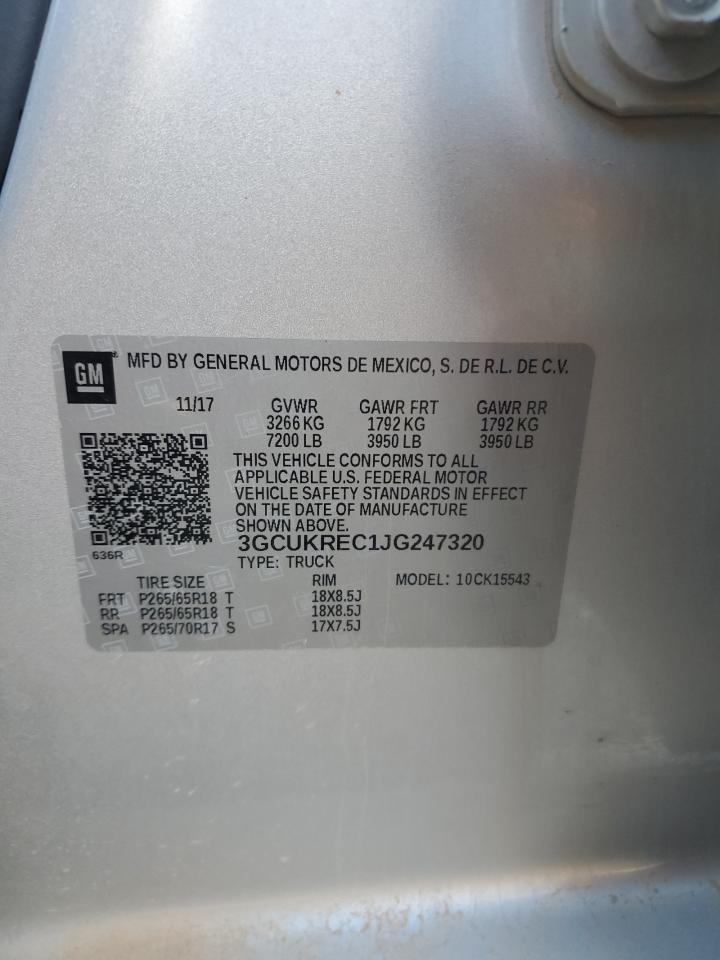 GM ® MFD BY GENERAL MOTORS DE MEXICO, S. DE R.L. DE C.V.
11/17 GVWR GAWR FRT GAWR RR
3266 KG 1792 KG 1792 KG
7200 LB 3950 LB 3950 LB
THIS VEHICLE CONFORMS TO ALL
APPLICABLE U.S. FEDERAL MOTOR
VEHICLE SAFETY STANDARDS IN EFFECT
ON THE DATE OF MANUFACTURE
SHOWN ABOVE.
3GCUKREC1JG247320
636R
TYPE: TRUCK
TIRE SIZE RIM MODEL: 10CK15543
FRT P265/65R18 T 18X8.5J
RR P265/65R18 T 18X8.5J
SPA P265/70R17 S 17X7.5J